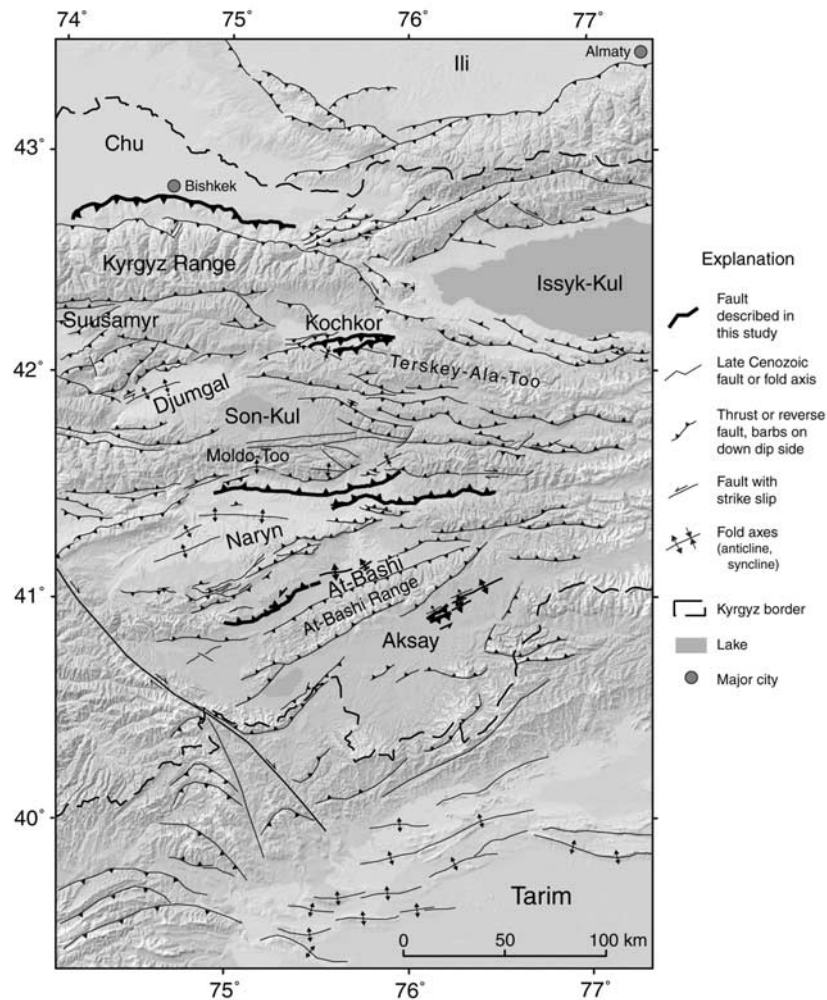 74˚ 75˚ 76˚ 77˚
Almaty
Ili
43˚
Chu
Bishkek
Kyrgyz Range
Issyk-Kul
Suusamyr
Kochkor
42˚
Terskey-Ala-Too
Djumgal
Son-Kul
Moldo-Too
Naryn
41˚
At-Bashi
At-Bashi Range
Aksay
40˚
Tarim
0 50 100 km
75˚ 76˚ 77˚
Explanation
Fault
described in
this study
Late Cenozoic
fault or fold axis
Thrust or reverse
fault, barbs on
down dip side
Fault with
strike slip
Fold axes
(anticline,
syncline)
Kyrgyz border
Lake
Major city